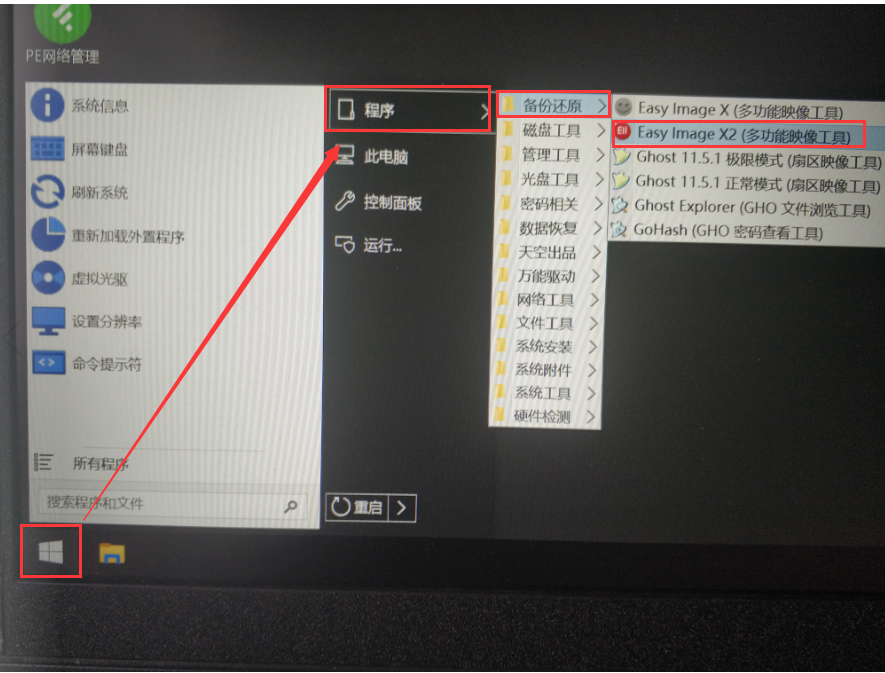 PE网络管理
系统信息
屏幕键盘
刷新系统
重新加载外置程序
虚拟光驱
设置分辨率
命令提示符
所有程序
搜索程序和文件
程序
此电脑
控制面板
运行...
重启
备份还原
磁盘工具
管理工具
光盘工具
密码相关
数据恢复
天空出品
万能驱动
网络工具
文件工具
系统安装
系统附件
系统工具
硬件检测
Easy Image X (多功能映像工具)
Easy Image X2 (多功能映像工具)
Ghost 11.5.1 极限模式 (扇区映像工具)
Ghost 11.5.1 正常模式 (扇区映像工具)
Ghost Explorer (GHO 文件浏览工具)
GoHash (GHO 密码查看工具)